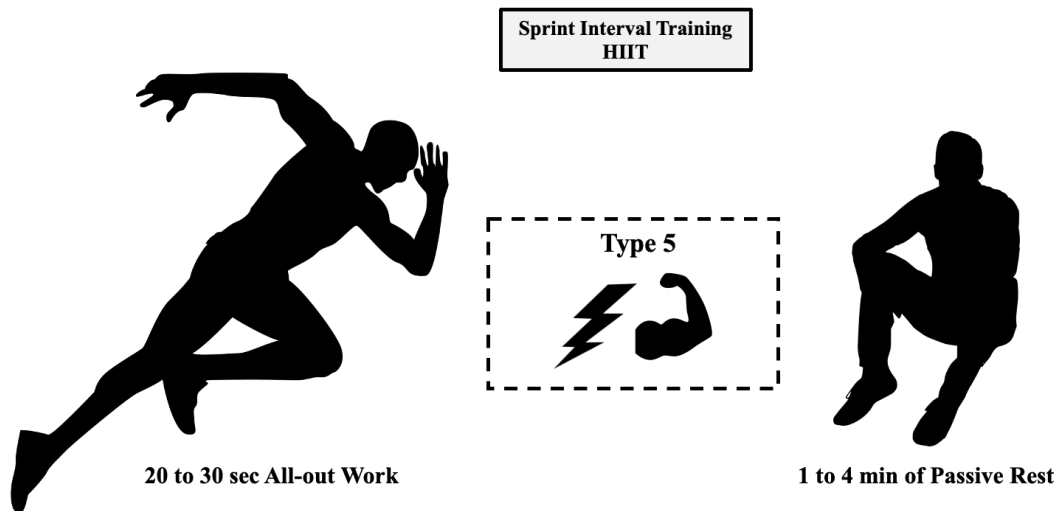 Sprint Interval Training
HIIT
Type 5
20 to 30 sec All-out Work
1 to 4 min of Passive Rest